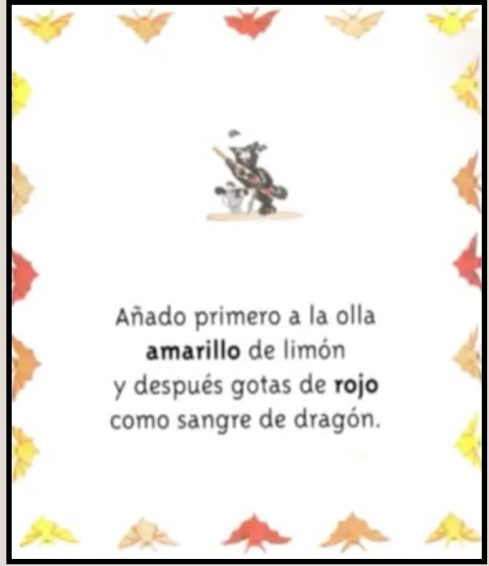 Añado primero a la olla
amarillo de limón
y después gotas de rojo
como sangre de dragón.